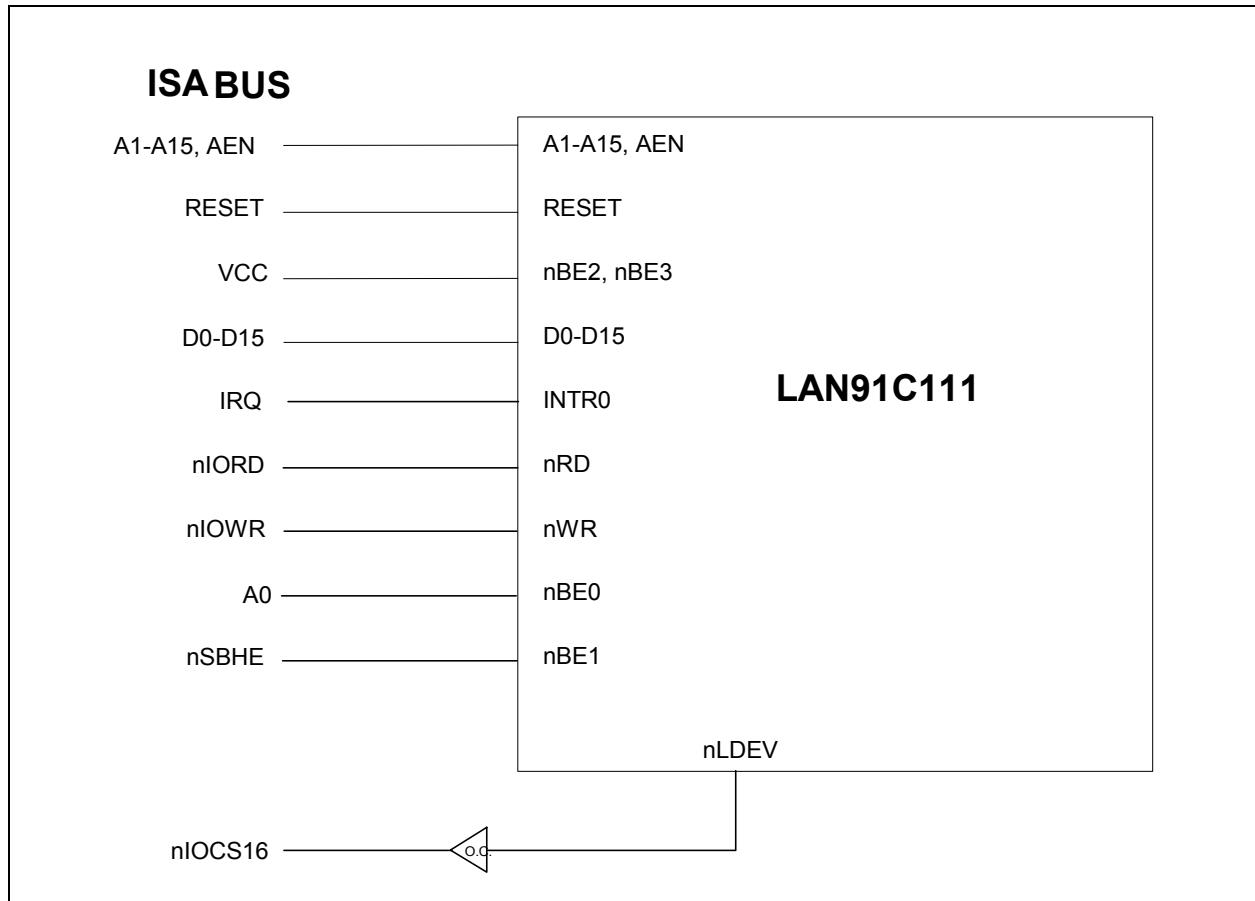 ISA BUS
A1-A15, AEN A1-A15, AEN
RESET RESET
VCC nBE2, nBE3
D0-D15 D0-D15
LAN91C111
IRQ INTR0
nIORD nRD
nIOWR nWR
A0 nBE0
nSBHE nBE1
nLDEV
nIOCS16 O.C.